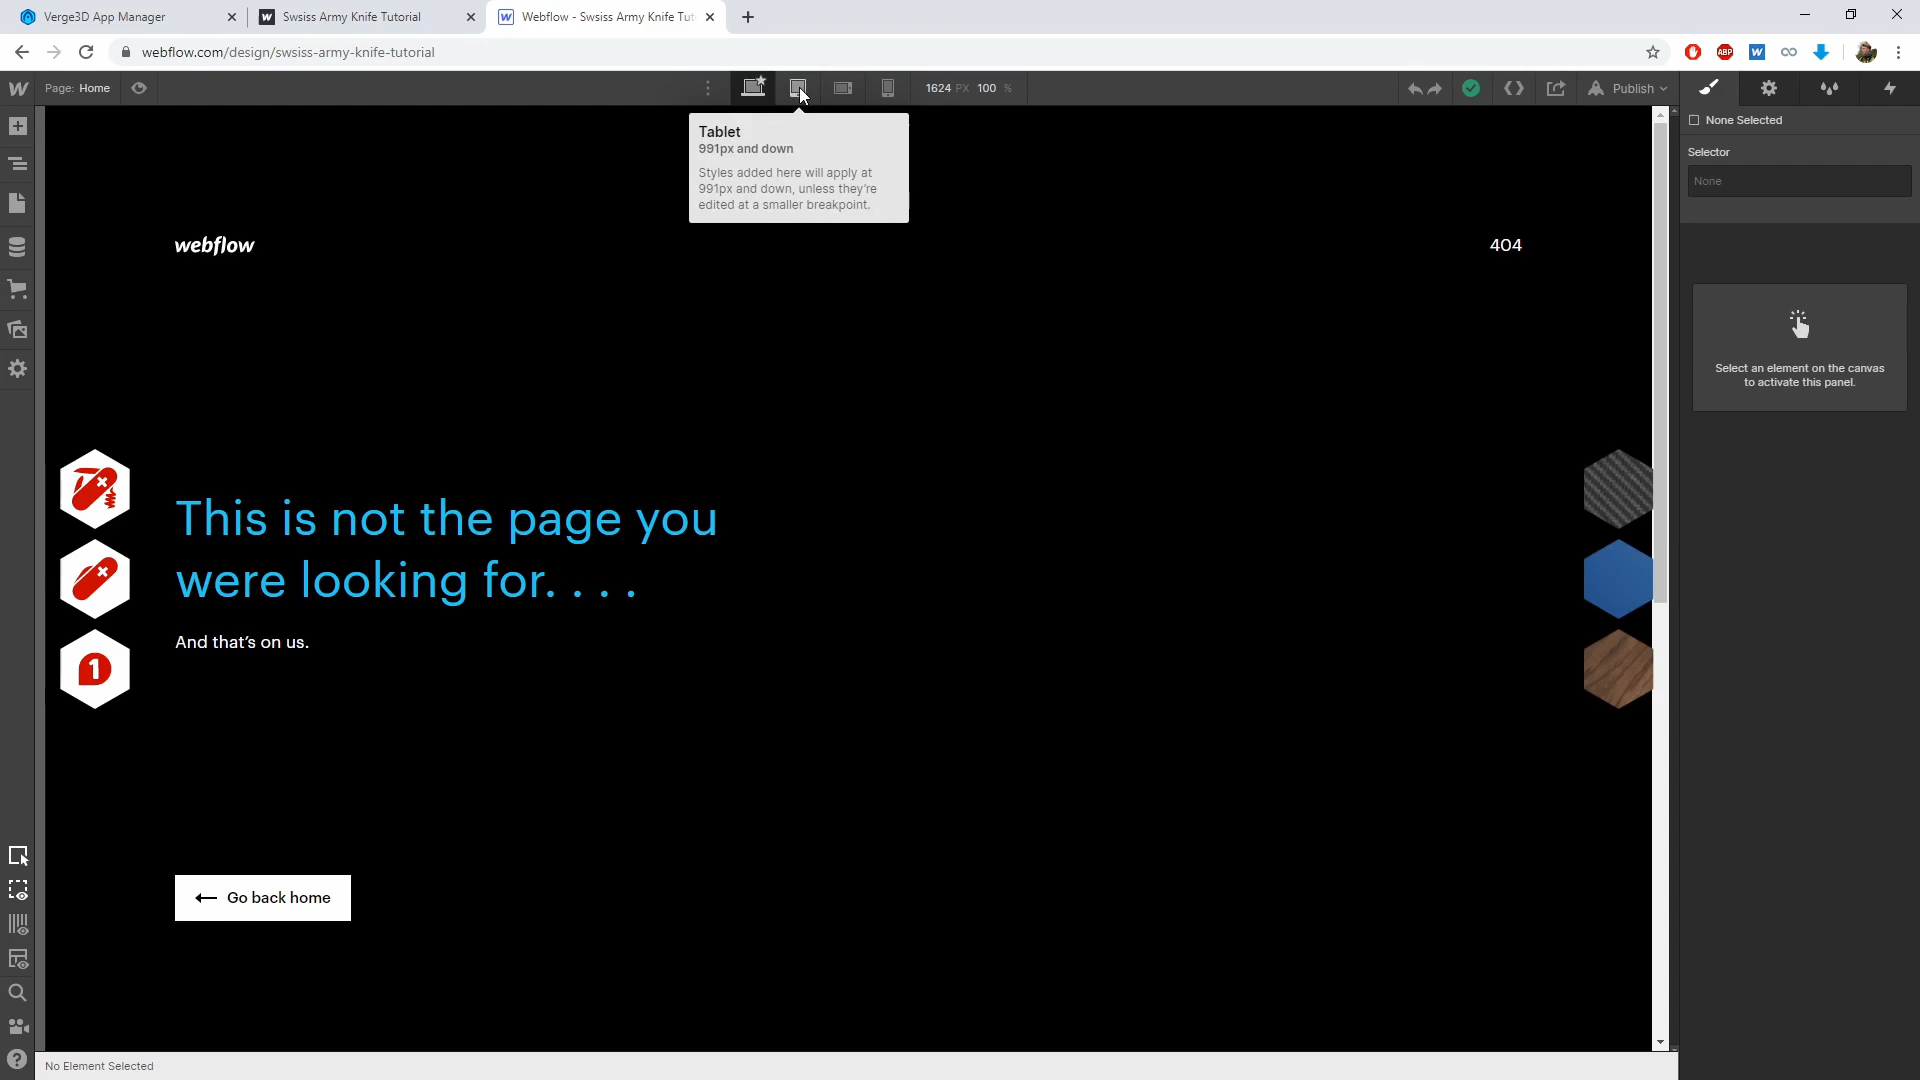 Verge3D App Manager
Swsiss Army Knife Tutorial
Webflow - Swsiss Army Knife Tut
webflow.com/design/swsiss-army-knife-tutorial
ABP
W
W
Page: Home
1624 PX 100 %
Publish
None Selected
Selector
None
Select an element on the canvas
to activate this panel.
Tablet
991px and down
Styles added here will apply at
991px and down, unless they're
edited at a smaller breakpoint.
webflow
404
This is not the page you
were looking for. . . .
And that's on us.
1
Go back home
No Element Selected